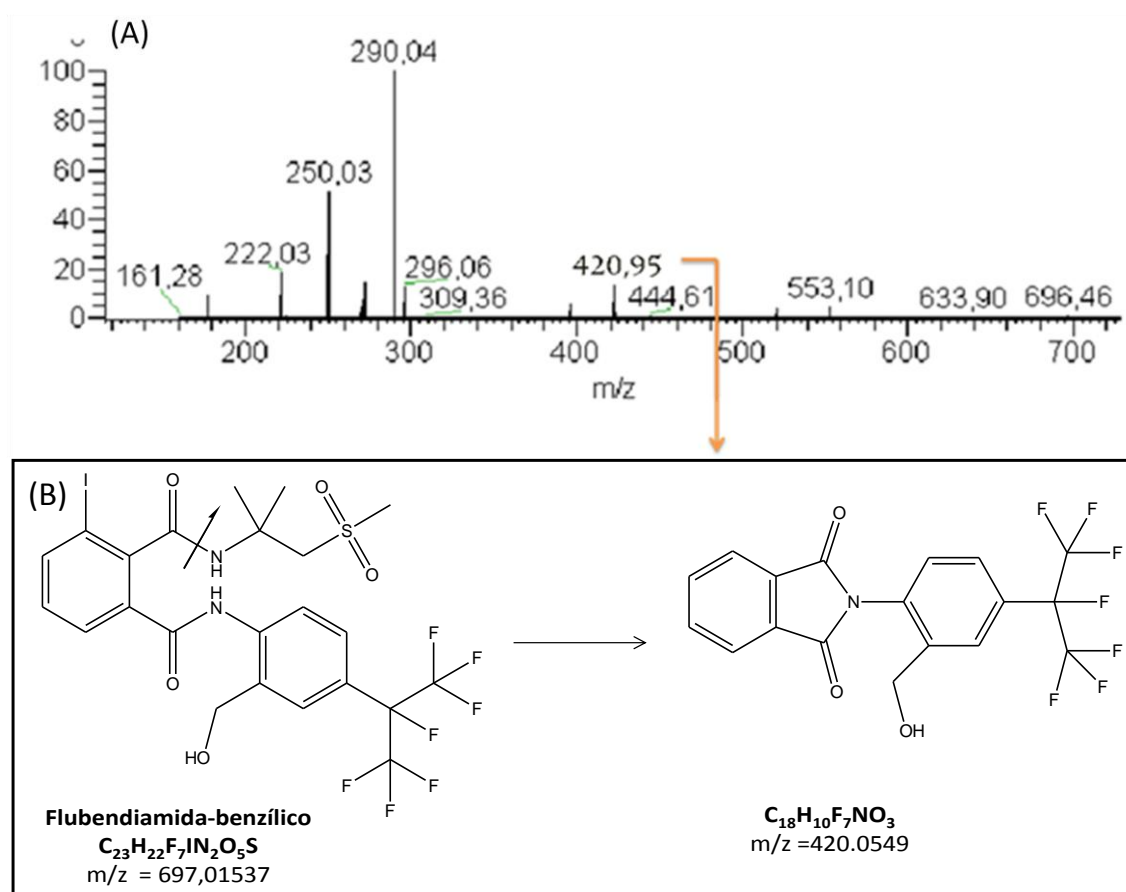 (A)
290,04
100
80
250,03
60
40
222,03
161,28
296,06
420,95
20
309,36
444,61
553,10
633,90
696,46
0
200
300
400
500
600
700
m/z
(B)
I
O
O
S
O
N
H
H
N
O
HO
F
F
F
F
F
F
F
O
N
O
OH
F
F
F
F
F
F
F
Flubendiamida-benzílico
C₂₃H₂₂F₇IN₂O₅S
m/z = 697,01537
C₁₈H₁₀F₇NO₃
m/z =420.0549